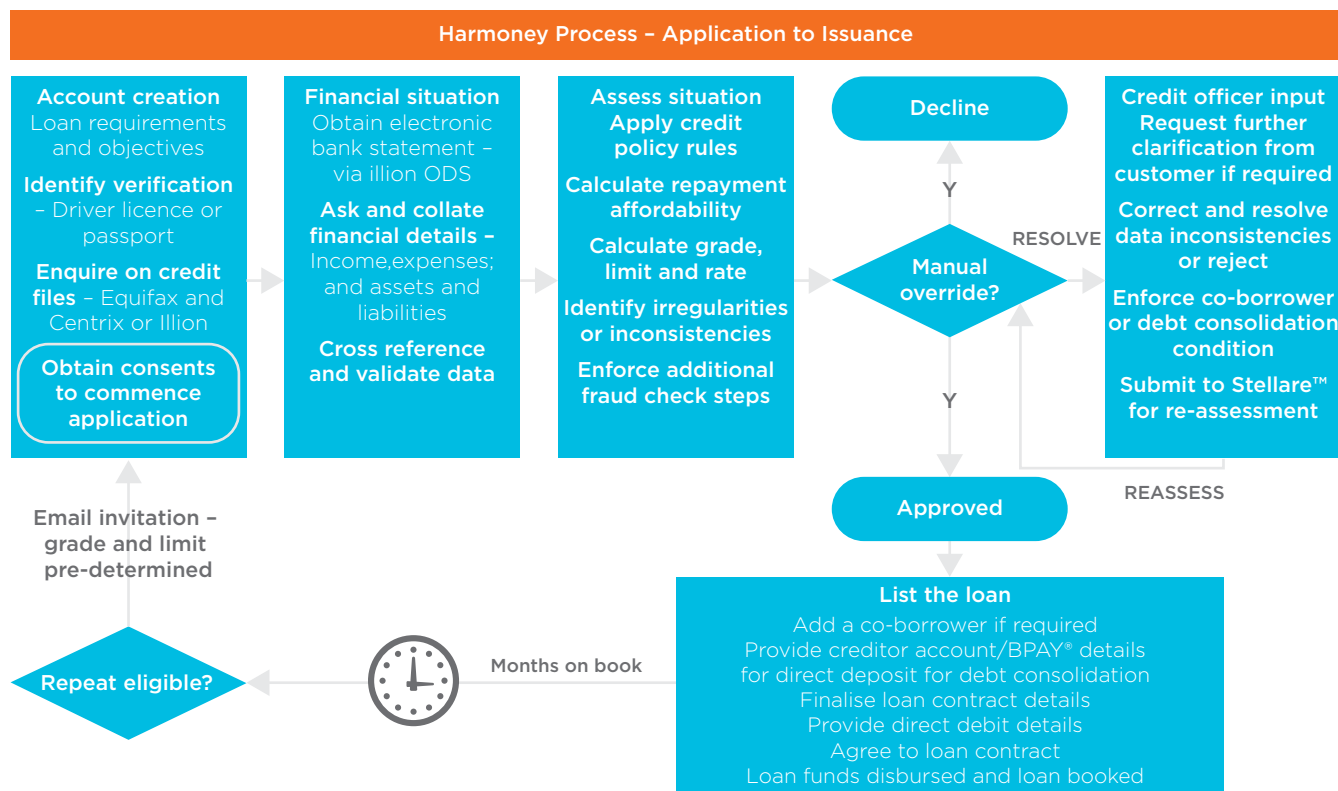 Harmoney Process – Application to Issuance
Account creation
Loan requirements
and objectives
Identify verification
– Driver licence or
passport
Enquire on credit
files – Equifax and
Centrix or Illion
Obtain consents
to commence
application
Financial situation
Obtain electronic
bank statement –
via illion ODS
Ask and collate
financial details –
Income,expenses;
and assets and
liabilities
Cross reference
and validate data
Assess situation
Apply credit
policy rules
Calculate repayment
affordability
Calculate grade,
limit and rate
Identify irregularities
or inconsistencies
Enforce additional
fraud check steps
Decline
Y
Manual
override?
RESOLVE
Y
Approved
Credit officer input
Request further
clarification from
customer if required
Correct and resolve
data inconsistencies
or reject
Enforce co-borrower
or debt consolidation
condition
Submit to Stellare™
for re-assessment
REASSESS
List the loan
Add a co-borrower if required
Provide creditor account/BPAY® details
for direct deposit for debt consolidation
Finalise loan contract details
Provide direct debit details
Agree to loan contract
Loan funds disbursed and loan booked
Months on book
Repeat eligible?
Email invitation –
grade and limit
pre-determined